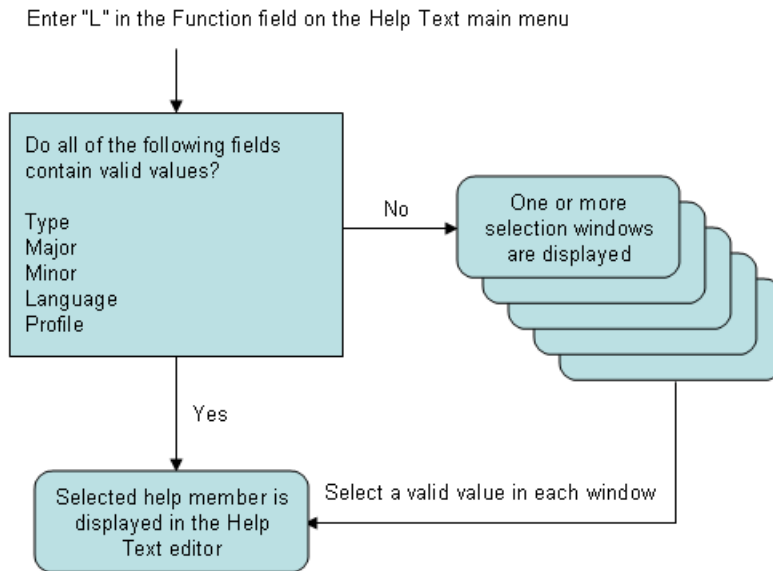 Enter "L" in the Function field on the Help Text main menu
Do all of the following fields
contain valid values?
Type
Major
Minor
Language
Profile
No
One or more
selection windows
are displayed
Yes
Select a valid value in each window
Selected help member is
displayed in the Help
Text editor